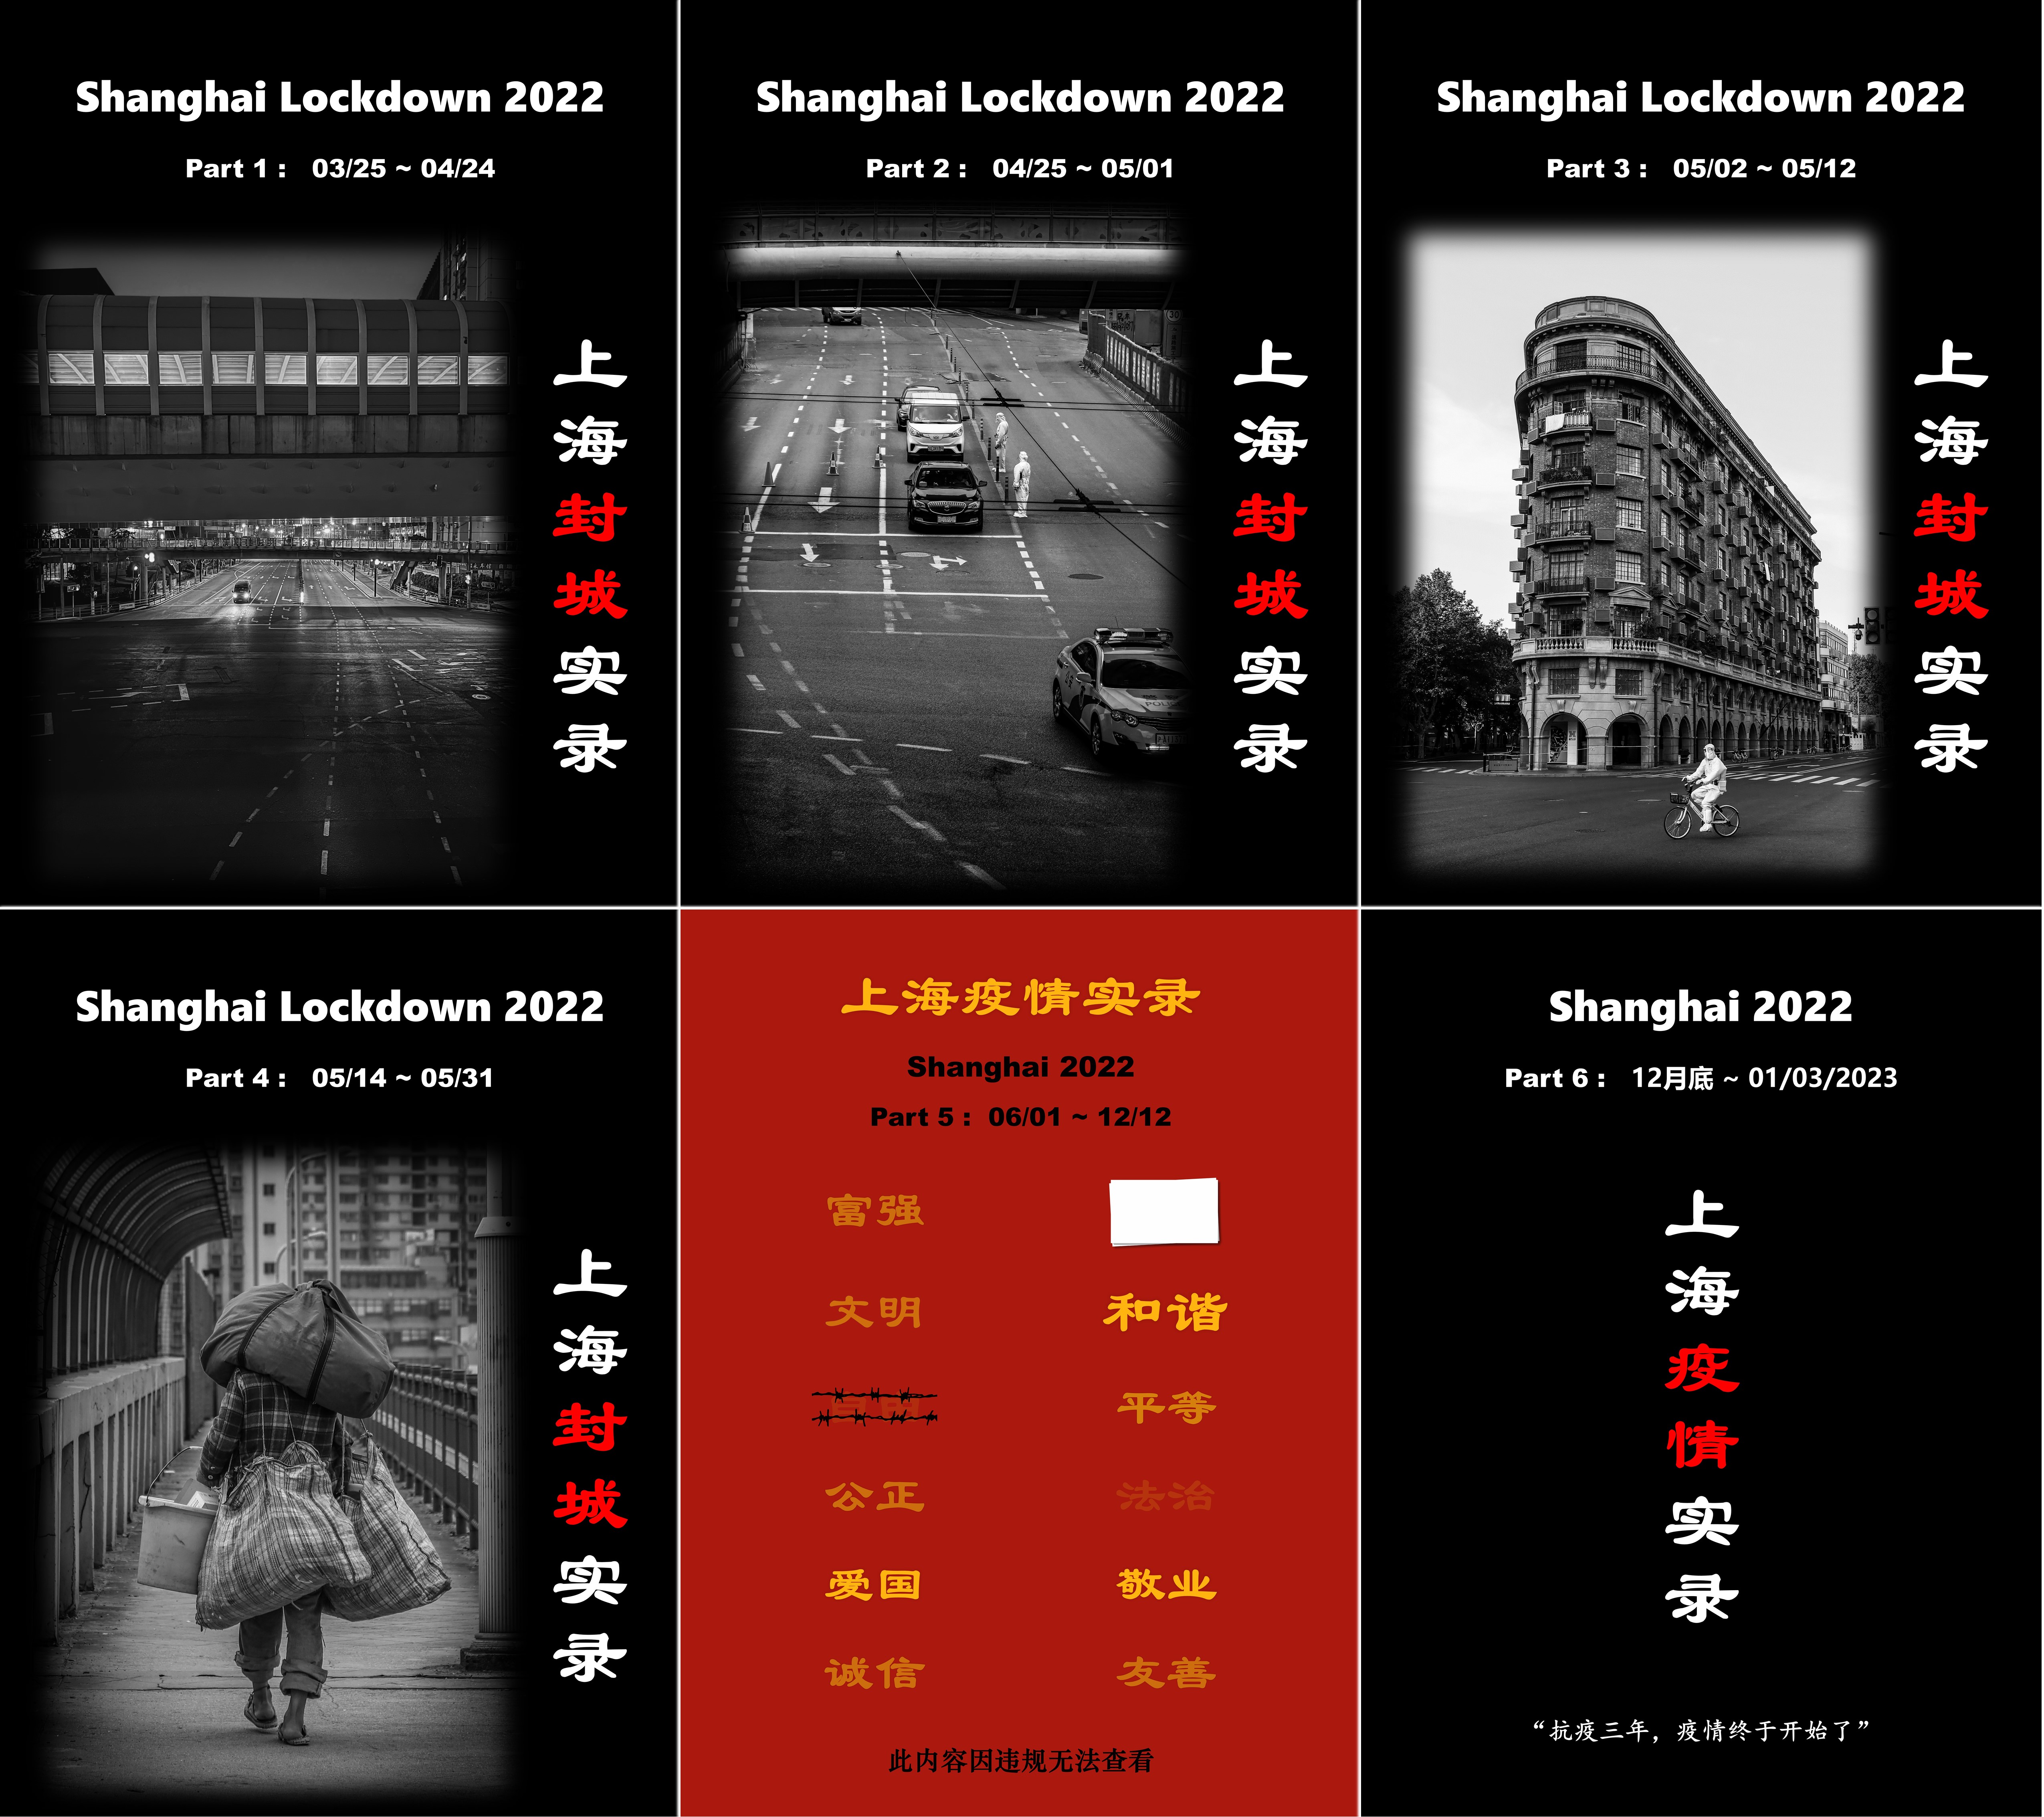 Shanghai Lockdown 2022
Part 1 : 03/25 ~ 04/24
上海封城实录
Shanghai Lockdown 2022
Part 2 : 04/25 ~ 05/01
上海封城实录
Shanghai Lockdown 2022
Part 3 : 05/02 ~ 05/12
上海封城实录
Shanghai Lockdown 2022
Part 4 : 05/14 ~ 05/31
上海封城实录
上海疫情实录
Shanghai 2022
Part 5 : 06/01 ~ 12/12
富强
文明 和谐
平等
公正 法治
爱国 敬业
诚信 友善
此内容因违规无法查看
Shanghai 2022
Part 6 : 12月底 ~ 01/03/2023
上海疫情实录
“抗疫三年，疫情终于开始了”